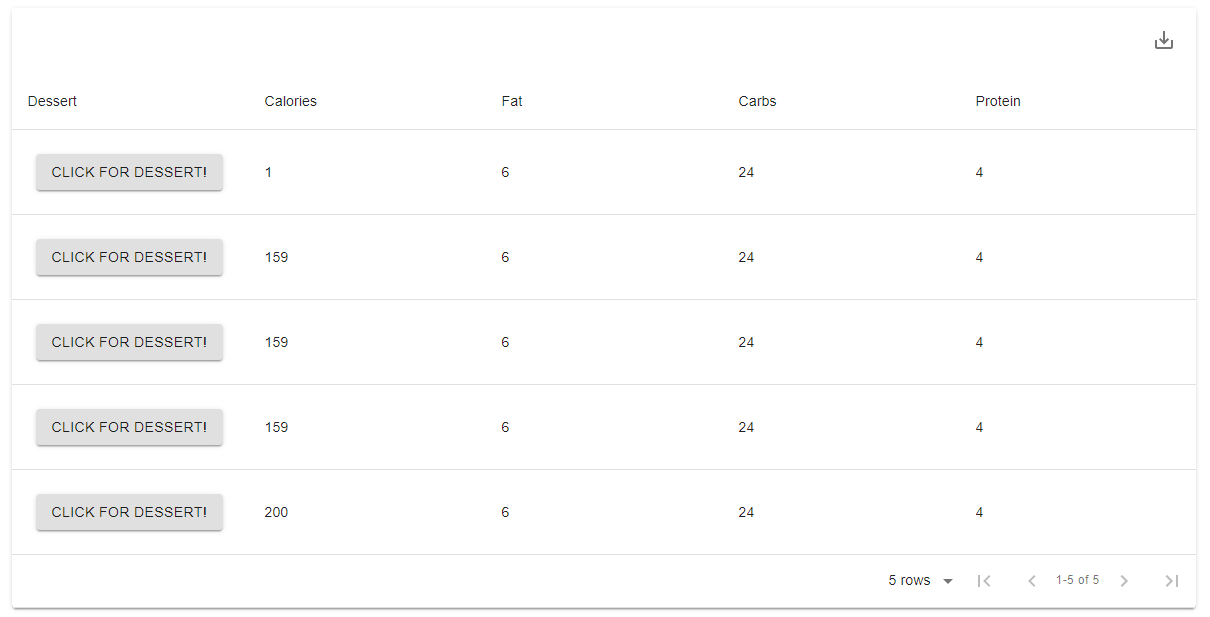 Dessert Calories Fat Carbs Protein
CLICK FOR DESSERT! 1 6 24 4
CLICK FOR DESSERT! 159 6 24 4
CLICK FOR DESSERT! 159 6 24 4
CLICK FOR DESSERT! 159 6 24 4
CLICK FOR DESSERT! 200 6 24 4
5 rows 1-5 of 5